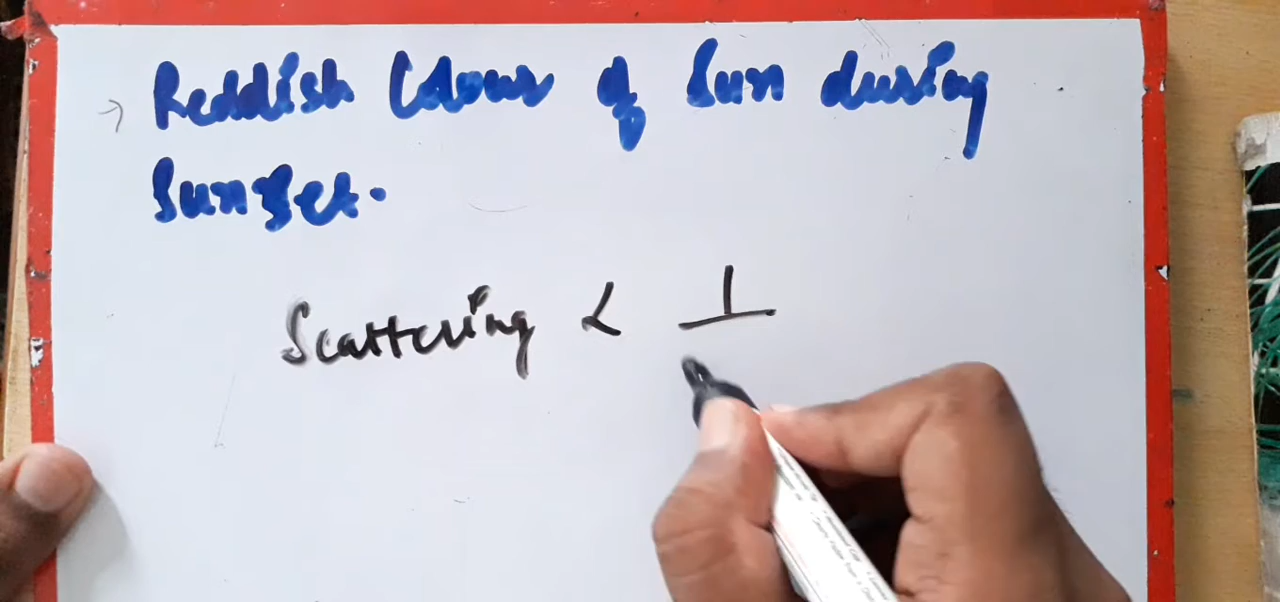 → Reddish Colour of Sun during
Sunset.
Scattering ∝ 1